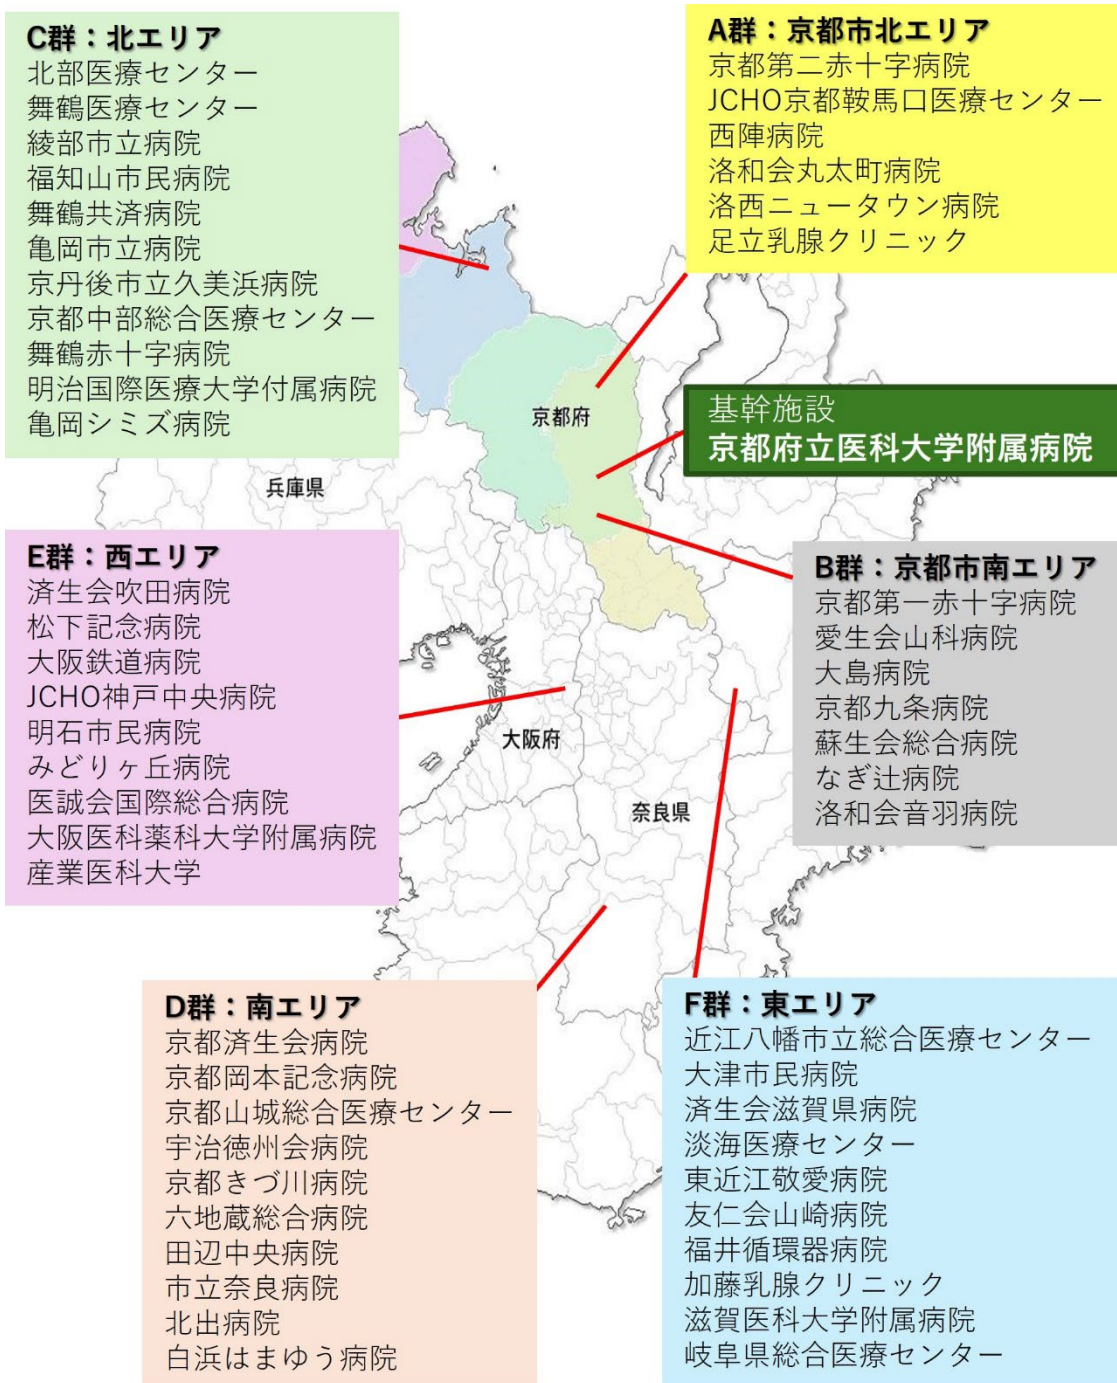 C群：北エリア
北部医療センター
舞鶴医療センター
綾部市立病院
福知山市民病院
舞鶴共済病院
亀岡市立病院
京丹後市立久美浜病院
京都中部総合医療センター
舞鶴赤十字病院
明治国際医療大学付属病院
亀岡シミズ病院
A群：京都市北エリア
京都第二赤十字病院
JCHO京都鞍馬口医療センター
西陣病院
洛和会丸太町病院
洛西ニュータウン病院
足立乳腺クリニック
京都府
基幹施設
京都府立医科大学附属病院
兵庫県
E群：西エリア
済生会吹田病院
松下記念病院
大阪鉄道病院
JCHO神戸中央病院
明石市民病院
みどりヶ丘病院
医誠会国際総合病院
大阪医科薬科大学附属病院
産業医科大学
B群：京都市南エリア
京都第一赤十字病院
愛生会山科病院
大島病院
京都九条病院
蘇生会総合病院
なぎ辻病院
洛和会音羽病院
大阪府
奈良県
D群：南エリア
京都済生会病院
京都岡本記念病院
京都山城総合医療センター
宇治徳州会病院
京都きづ川病院
六地蔵総合病院
田辺中央病院
市立奈良病院
北出病院
白浜はまゆう病院
F群：東エリア
近江八幡市立総合医療センター
大津市民病院
済生会滋賀県病院
淡海医療センター
東近江敬愛病院
友仁会山崎病院
福井循環器病院
加藤乳腺クリニック
滋賀医科大学附属病院
岐阜県総合医療センター